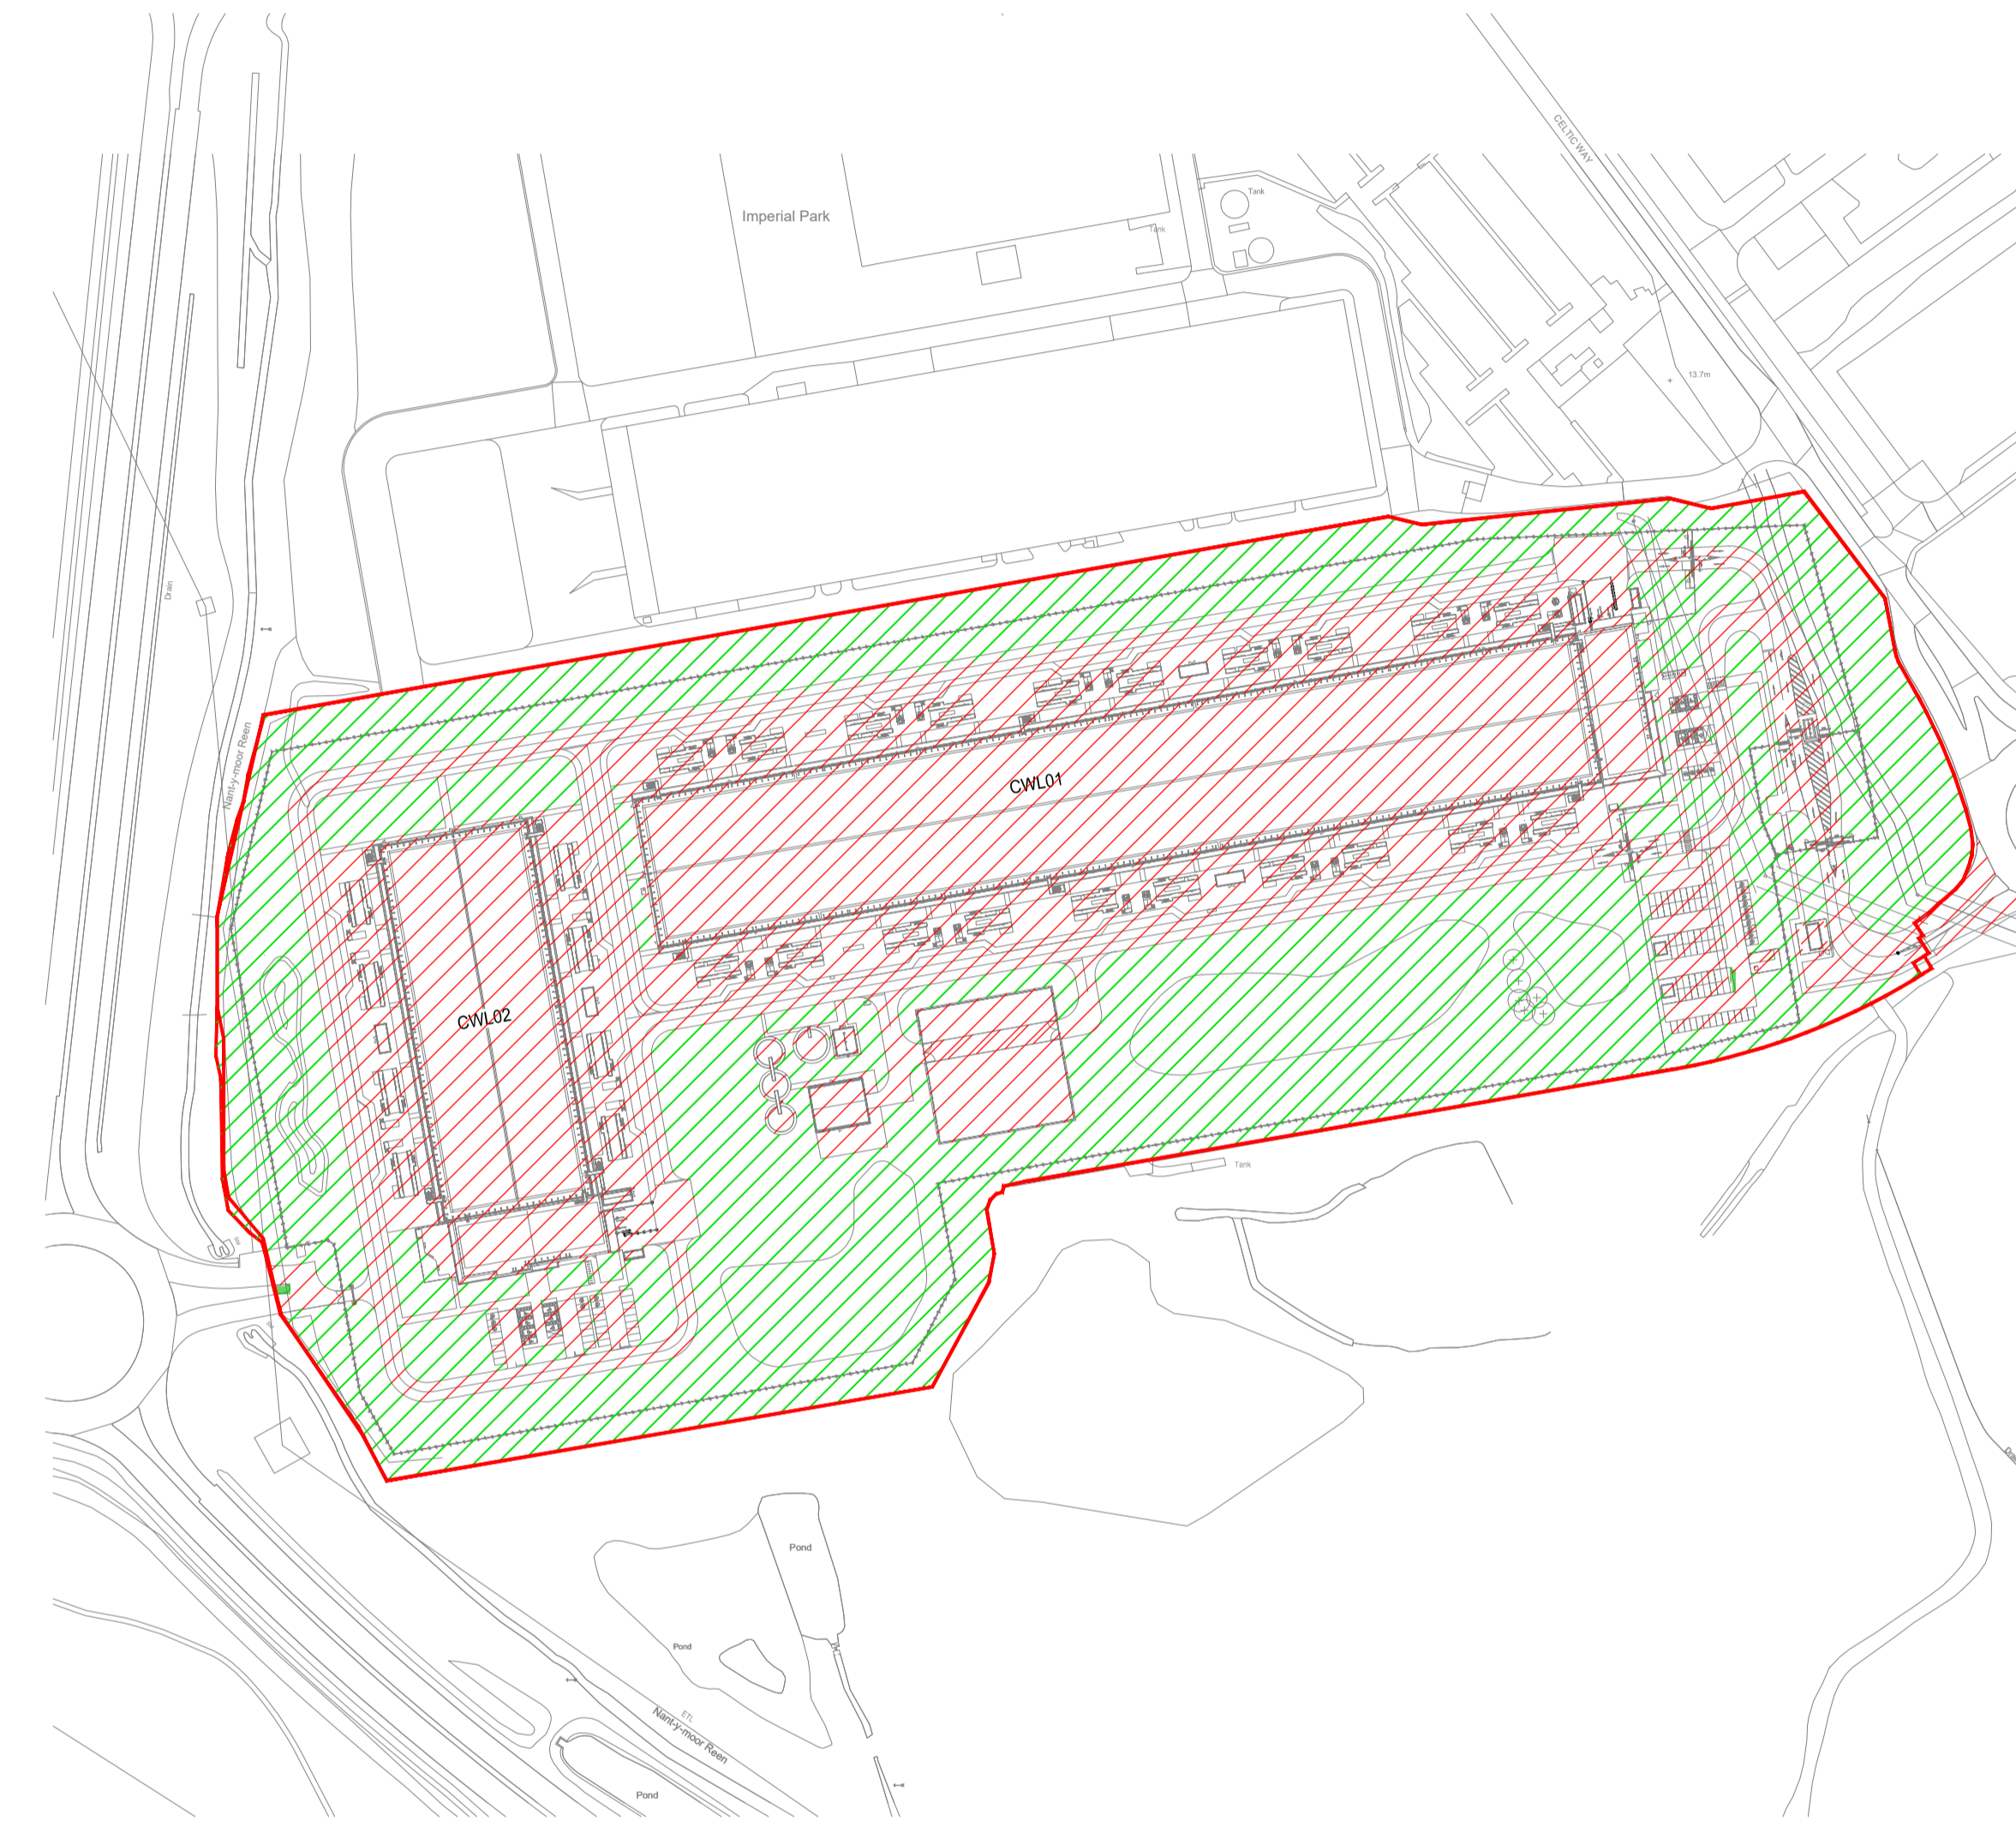 CELTIC WAY
Tank
Imperial Park
Tank
13.7m
Drain
Nant-y-moor Reen
CWL01
CWL02
Tank
Pond
Pond
ETL
Nant-y-moor Reen
Pond